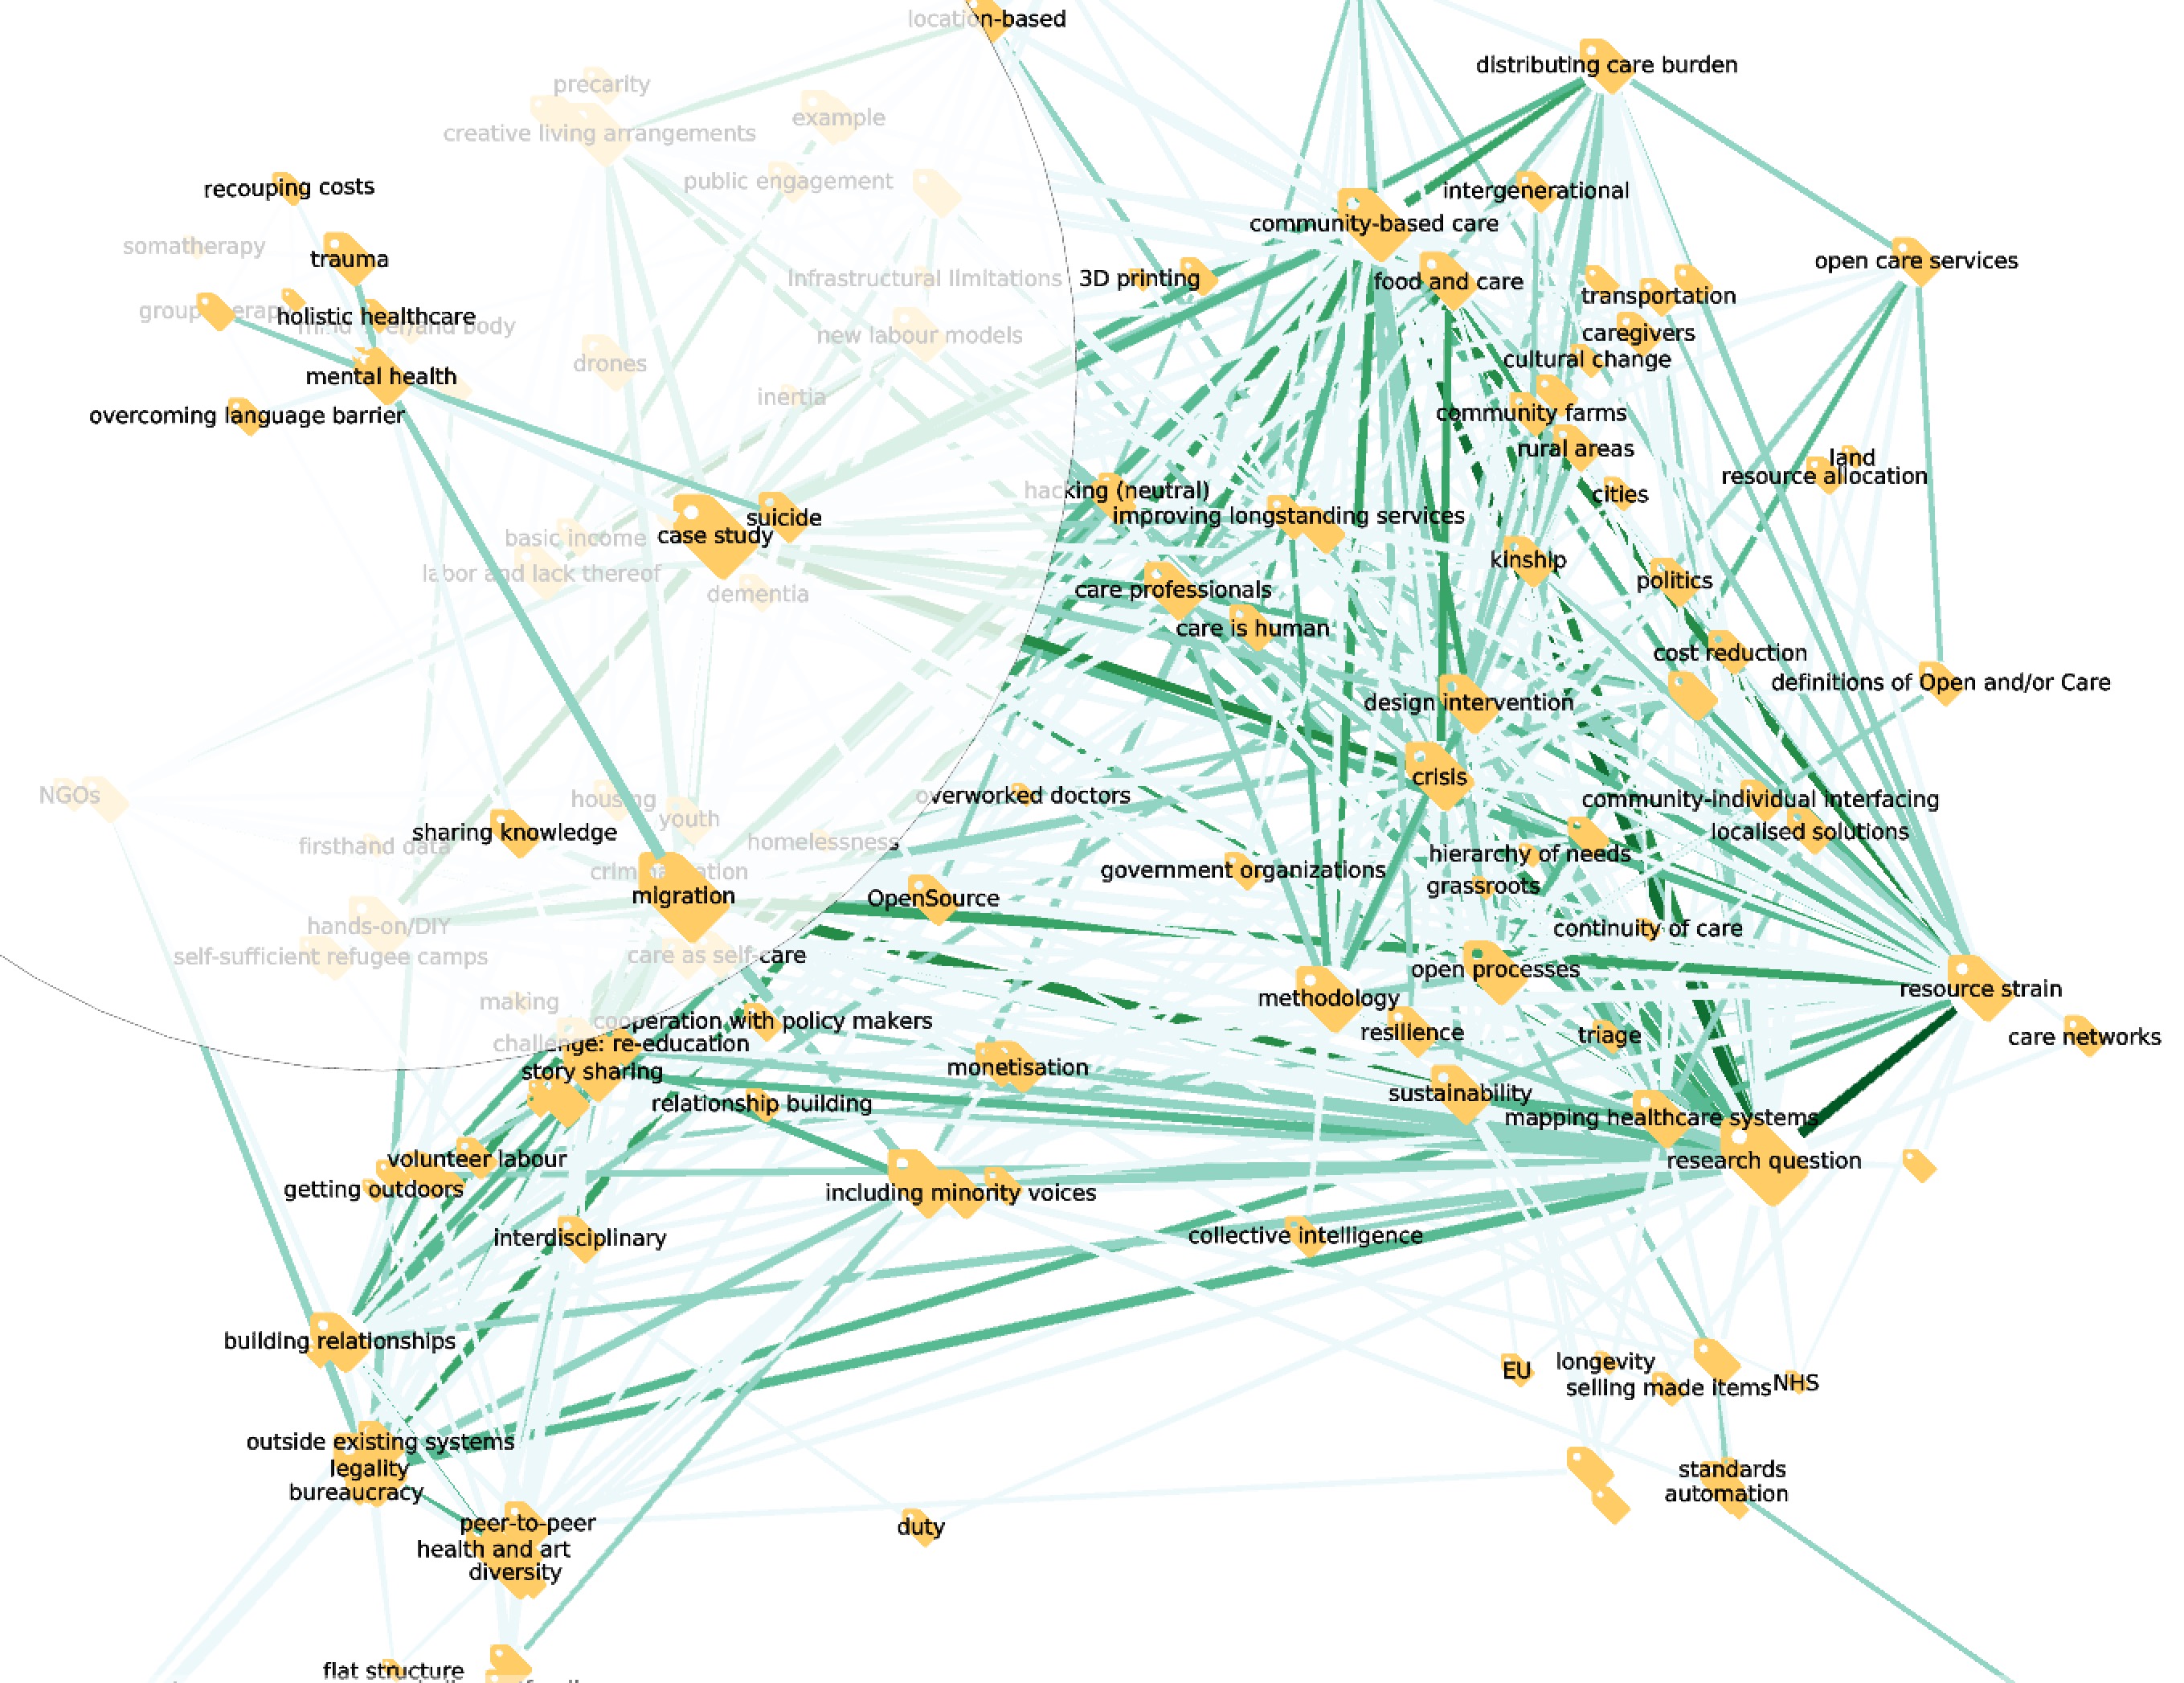 location-based
distributing care burden
precarity
example
creative living arrangements
public engagement
recouping costs
intergenerational
community-based care
somatherapy
trauma
open care services
infrastructural limitations
3D printing
food and care
transportation
group therapy
holistic healthcare
new labour models
caregivers
drones
cultural change
mental health
inertia
overcoming language barrier
community farms
rural areas
land
resource allocation
hacking (neutral)
cities
improving longstanding services
suicide
case study
basic income
labor and lack thereof
kinship
politics
care professionals
dementia
care is human
cost reduction
definitions of Open and/or Care
design intervention
crisis
NGOs
housing
overworked doctors
community-individual interfacing
youth
sharing knowledge
localised solutions
firsthand data
homelessness
hierarchy of needs
government organizations
grassroots
migration
OpenSource
hands-on/DIY
continuity of care
self-sufficient refugee camps
care as self-care
open processes
resource strain
methodology
making
cooperation with policy makers
resilience
triage
care networks
challenge: re-education
story sharing
monetisation
sustainability
relationship building
mapping healthcare systems
volunteer labour
research question
getting outdoors
including minority voices
interdisciplinary
collective intelligence
building relationships
EU
longevity
selling made items
NHS
outside existing systems
legality
bureaucracy
standards
automation
peer-to-peer
health and art
diversity
duty
flat structure